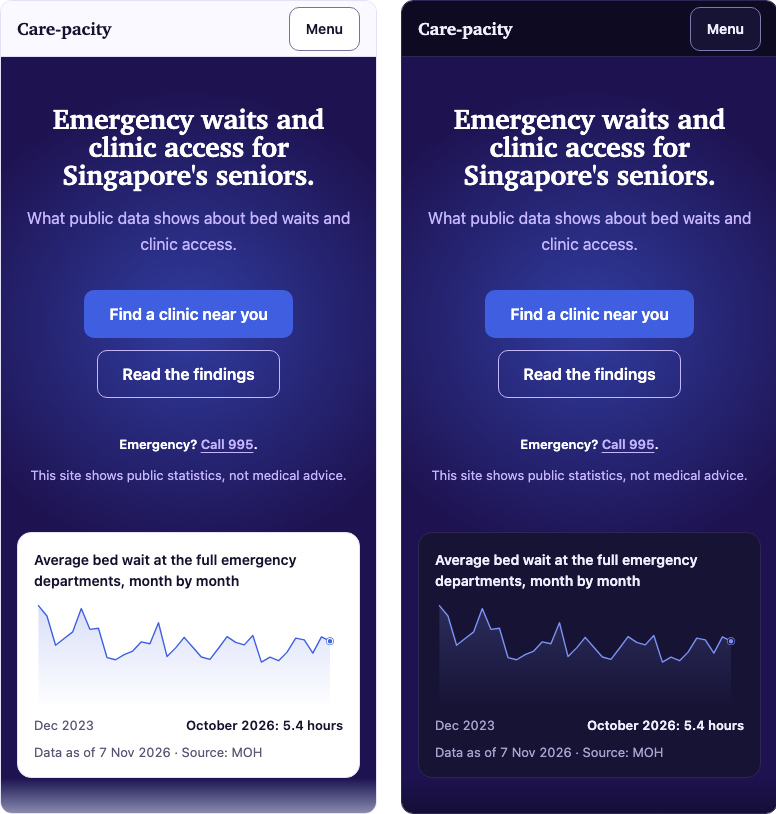 Care-pacity
Menu
Emergency waits and
clinic access for
Singapore's seniors.
What public data shows about bed waits and
clinic access.
Find a clinic near you
Read the findings
Emergency? Call 995.
This site shows public statistics, not medical advice.
Average bed wait at the full emergency
departments, month by month
Dec 2023
October 2026: 5.4 hours
Data as of 7 Nov 2026 · Source: MOH
Care-pacity
Menu
Emergency waits and
clinic access for
Singapore's seniors.
What public data shows about bed waits and
clinic access.
Find a clinic near you
Read the findings
Emergency? Call 995.
This site shows public statistics, not medical advice.
Average bed wait at the full emergency
departments, month by month
Dec 2023
October 2026: 5.4 hours
Data as of 7 Nov 2026 · Source: MOH